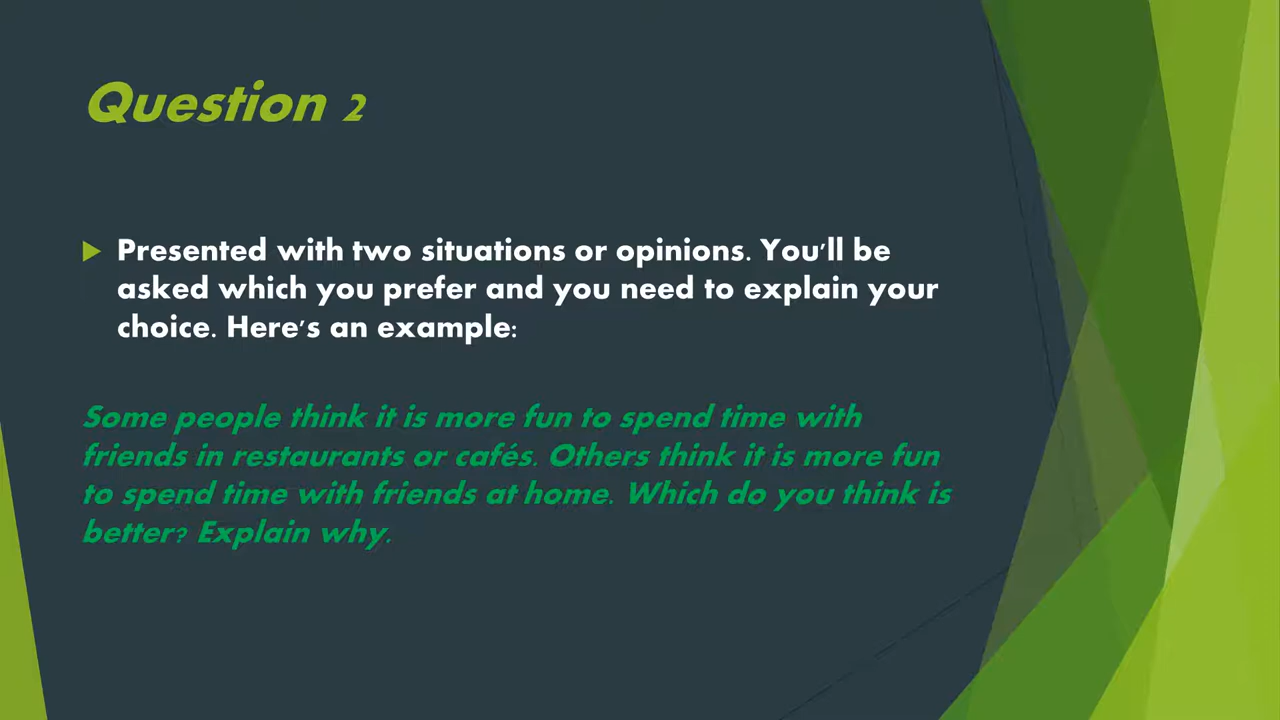 Question 2
Presented with two situations or opinions. You'll be
asked which you prefer and you need to explain your
choice. Here's an example:
Some people think it is more fun to spend time with
friends in restaurants or cafés. Others think it is more fun
to spend time with friends at home. Which do you think is
better? Explain why.